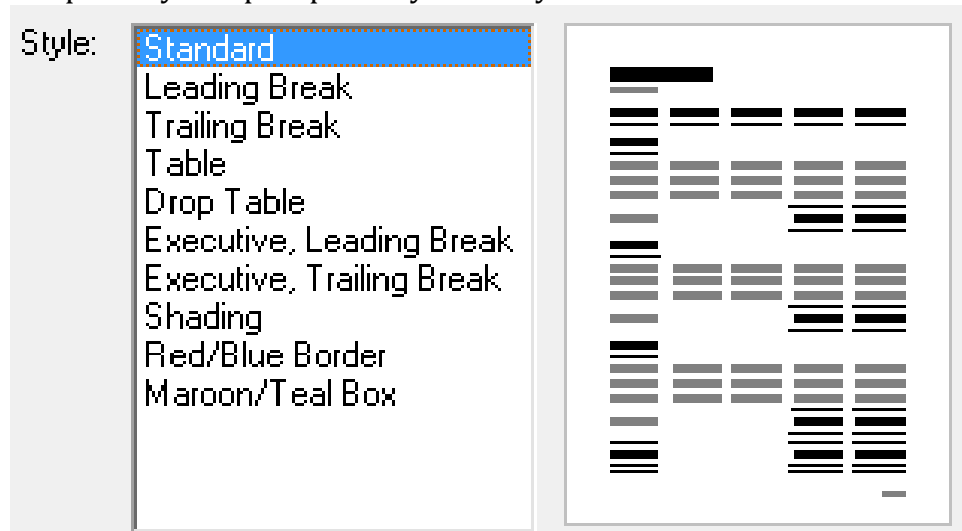 Style:
Standard
Leading Break
Trailing Break
Table
Drop Table
Executive, Leading Break
Executive, Trailing Break
Shading
Red/Blue Border
Maroon/Teal Box